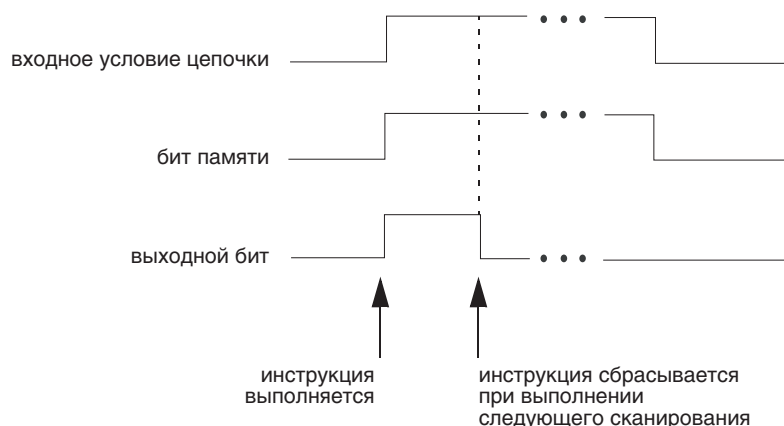 входное условие цепочки
бит памяти
выходной бит
инструкция
выполняется
инструкция сбрасывается
при выполнении
следующего сканирования